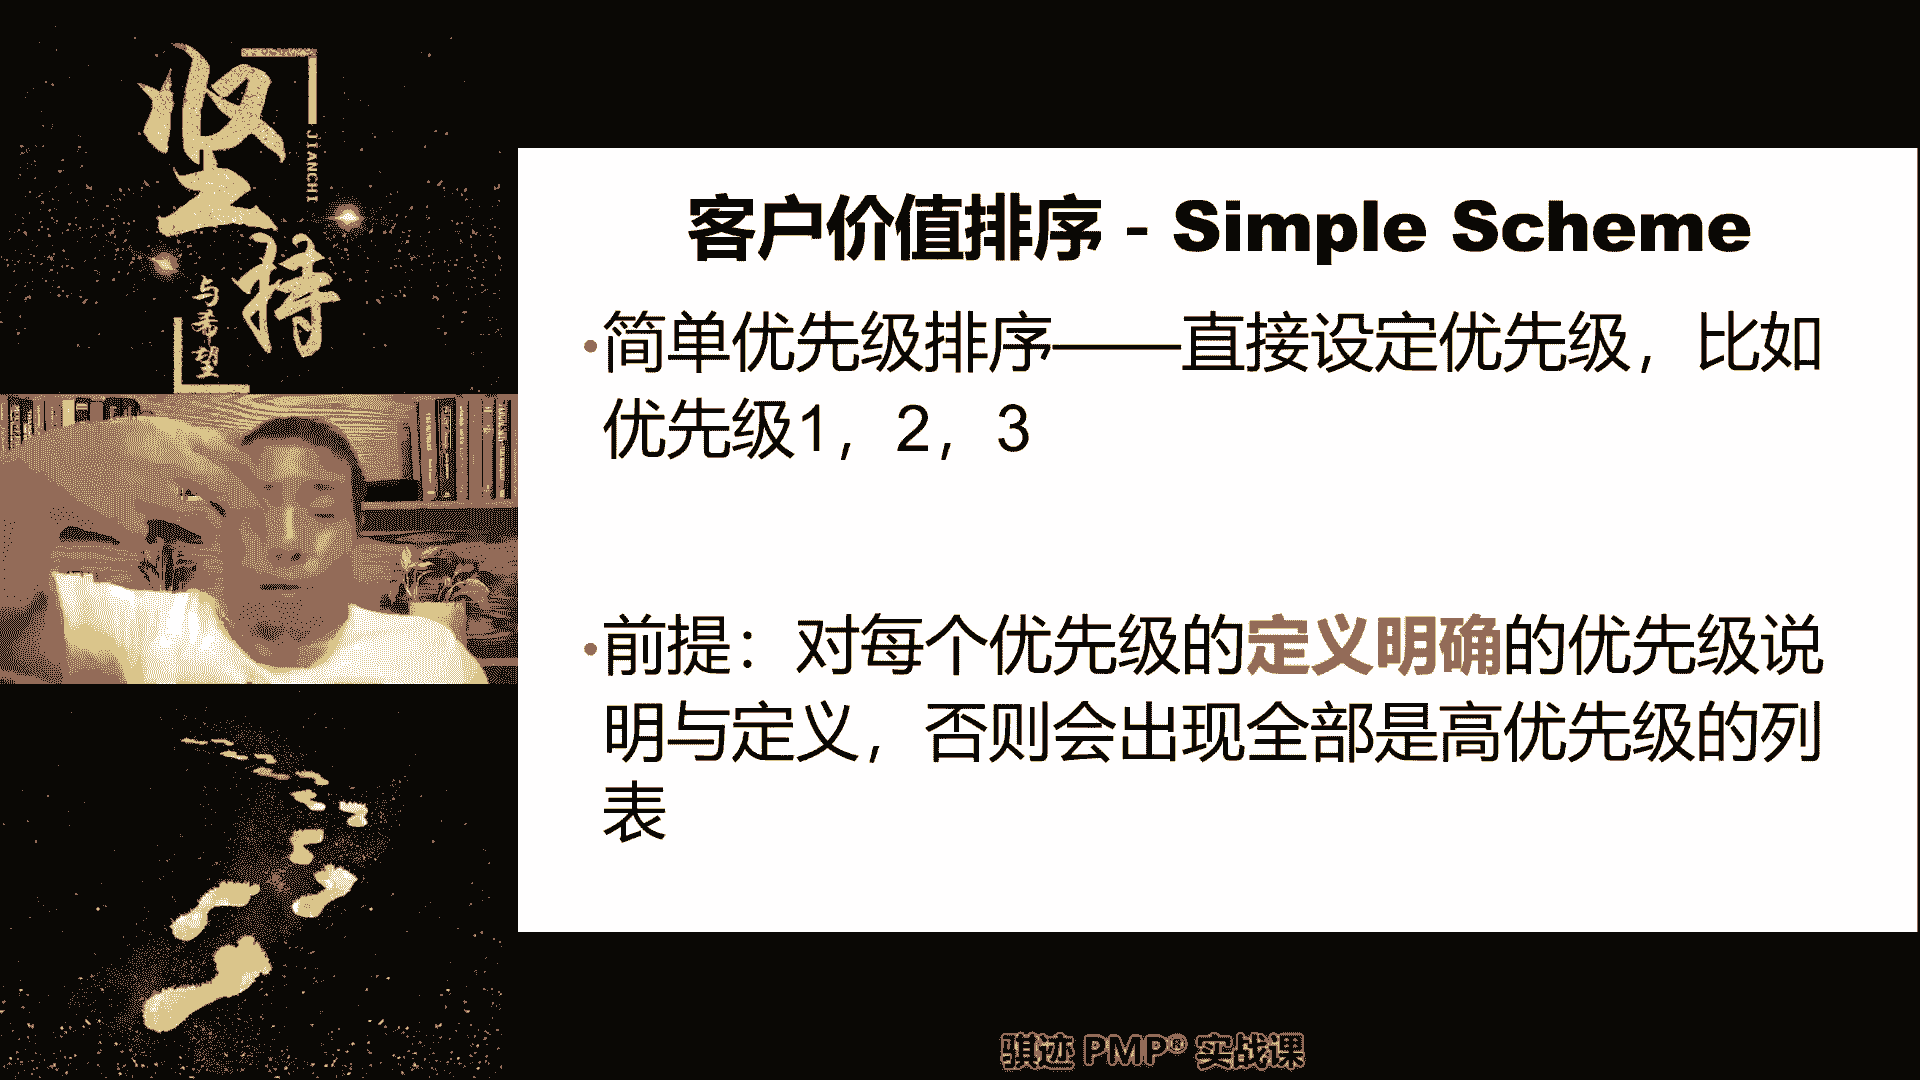 坚持
JIANCHI
与希望
客户价值排序 - Simple Scheme
•简单优先级排序——直接设定优先级，比如
优先级1，2，3
•前提：对每个优先级的定义明确的优先级说
明与定义，否则会出现全部是高优先级的列
表
骐迹 PMP® 实战课